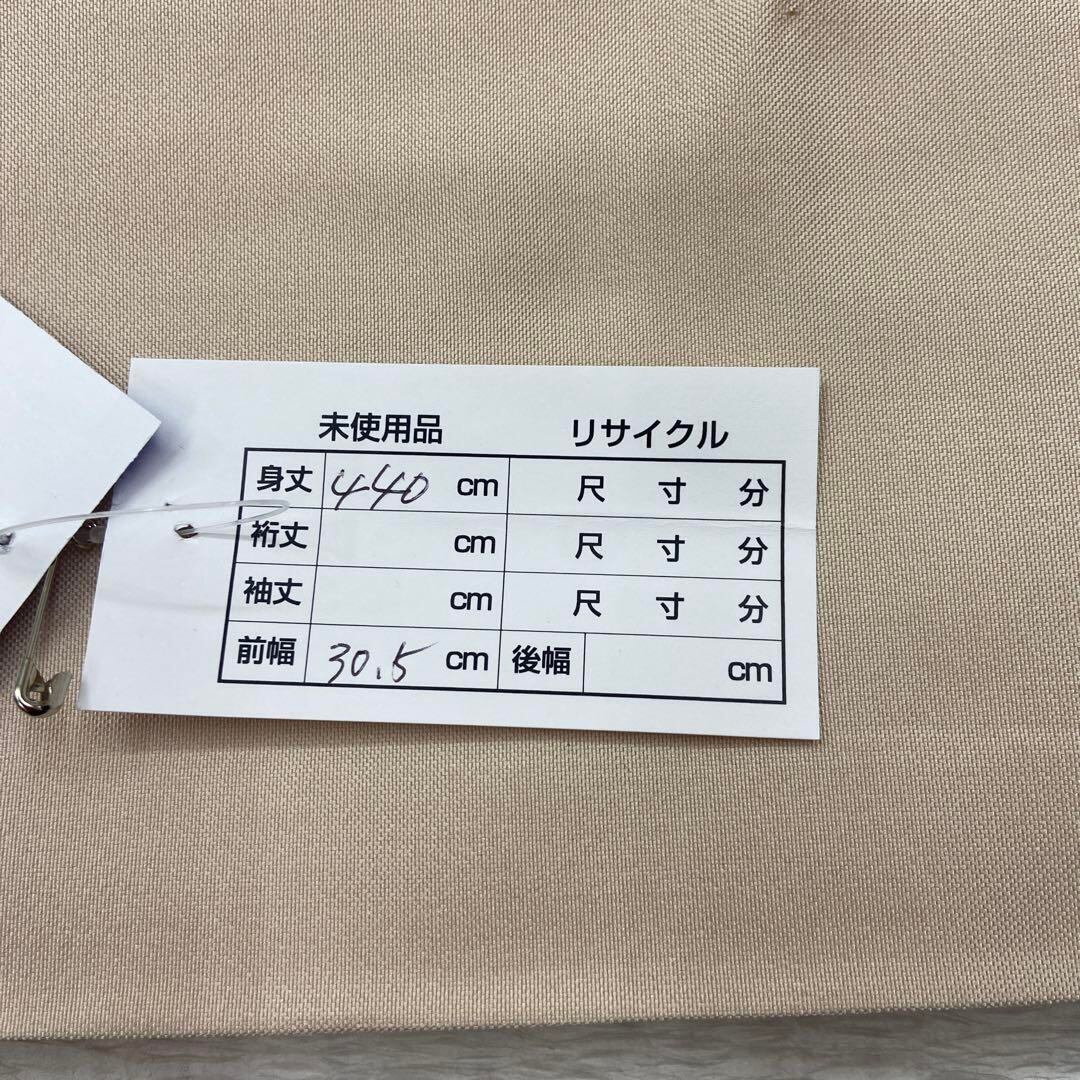 未使用品 リサイクル
身丈 440 cm 尺 寸 分
裄丈 cm 尺 寸 分
袖丈 cm 尺 寸 分
前幅 30.5 cm 後幅 cm